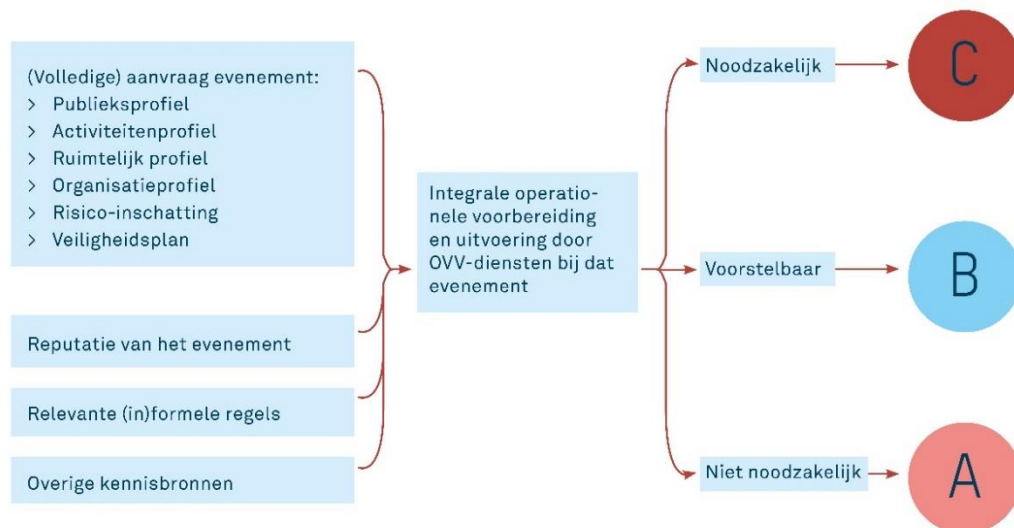 (Volledige) aanvraag evenement:
> Publieksprofiel
> Activiteitenprofiel
> Ruimtelijk profiel
> Organisatieprofiel
> Risico-inschatting
> Veiligheidsplan
Reputatie van het evenement
Relevante (in)formele regels
Overige kennisbronnen
Integrale operatio-
nele voorbereiding
en uitvoering door
OVV-diensten bij dat
evenement
Noodzakelijk
C
Voorstelbaar
B
Niet noodzakelijk
A